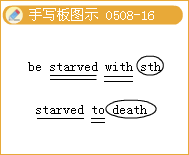 手写板图示 0508-16
be starved with sth
starved to death